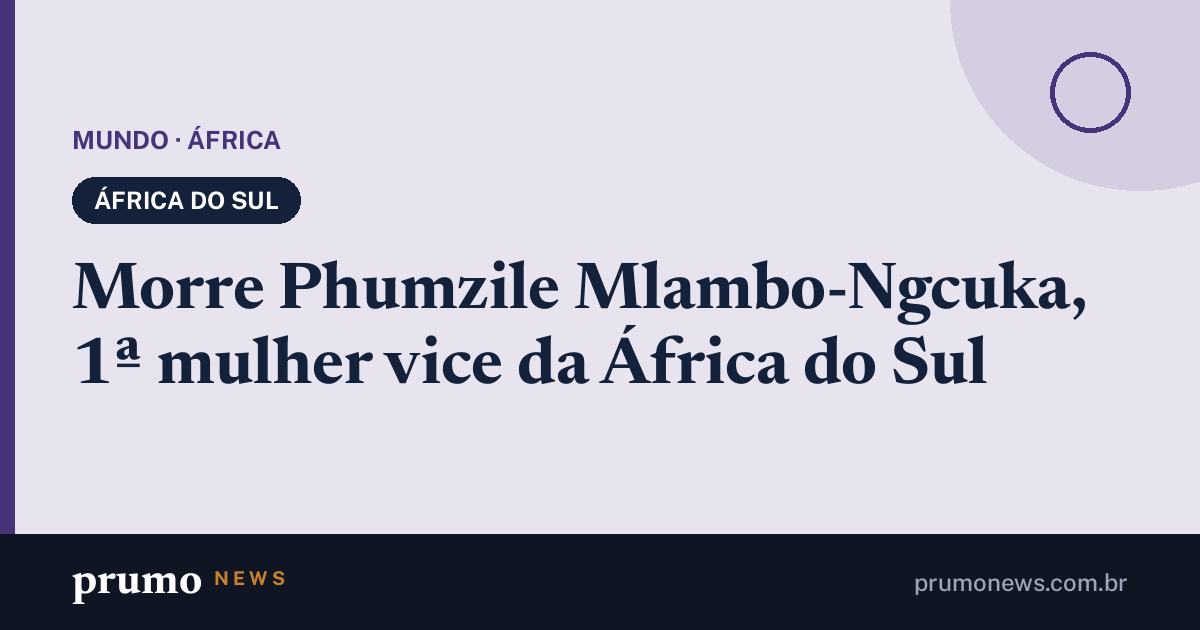 MUNDO · ÁFRICA
ÁFRICA DO SUL
Morre Phumzile Mlambo-Ngcuka,
1ª mulher vice da África do Sul
prumo NEWS
prumonews.com.br